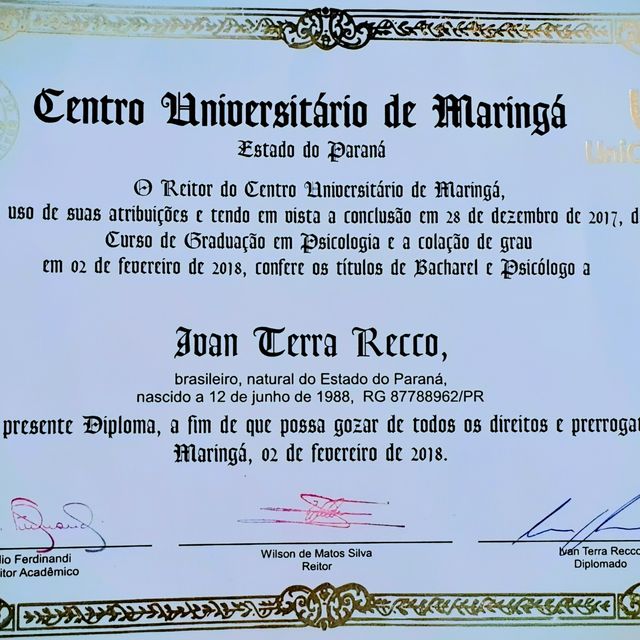 Centro Universitário de Maringá
Estado do Paraná
O Reitor do Centro Universitário de Maringá,
uso de suas atribuições e tendo em vista a conclusão em 28 de dezembro de 2017, d
Curso de Graduação em Psicologia e a colação de grau
em 02 de fevereiro de 2018, confere os títulos de Bacharel e Psicólogo a
Ivan Terra Recco,
brasileiro, natural do Estado do Paraná,
nascido a 12 de junho de 1988, RG 87788962/PR
presente Diploma, a fim de que possa gozar de todos os direitos e prerrogat
Maringá, 02 de fevereiro de 2018.
lio Ferdinandi
itor Acadêmico
Wilson de Matos Silva
Reitor
Ivan Terra Recco
Diplomado